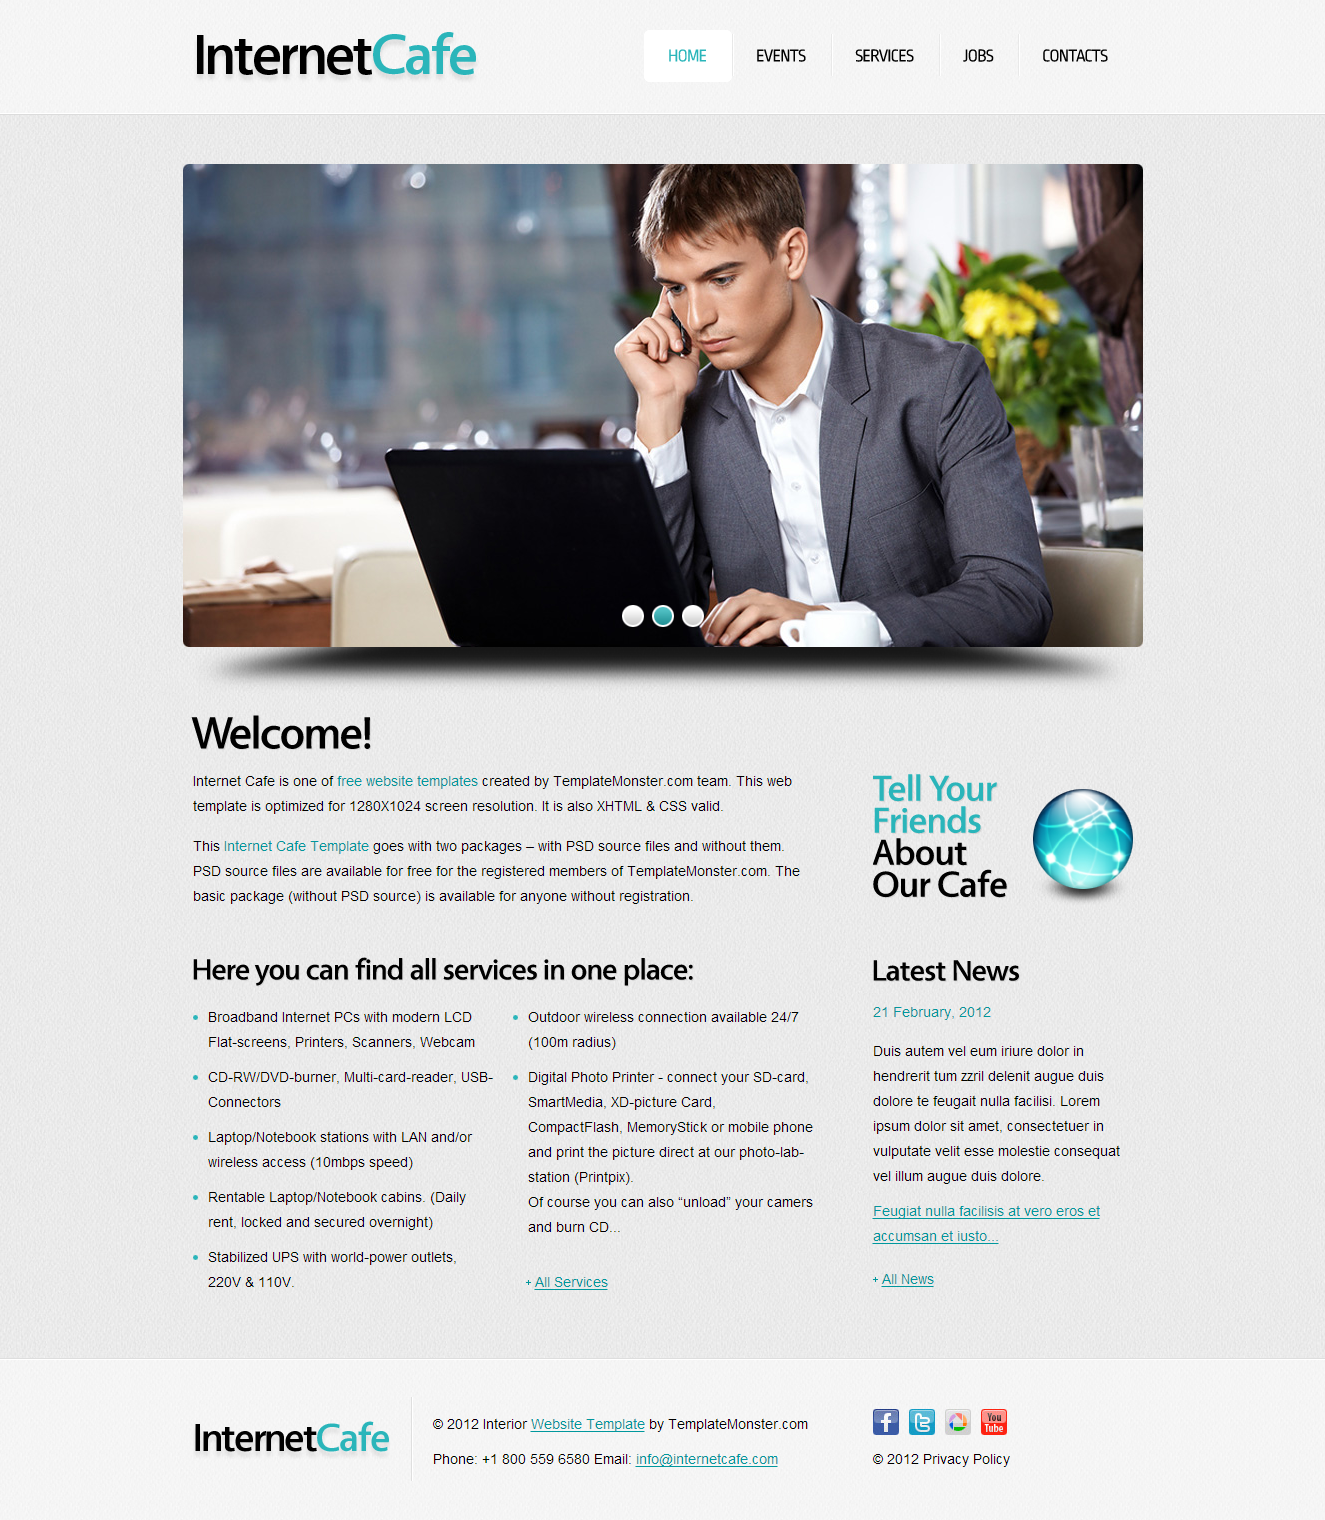 InternetCafe
HOME
EVENTS
SERVICES
JOBS
CONTACTS
Welcome!
Internet Cafe is one of free website templates created by TemplateMonster.com team. This web
template is optimized for 1280X1024 screen resolution. It is also XHTML & CSS valid.
This Internet Cafe Template goes with two packages – with PSD source files and without them.
PSD source files are available for free for the registered members of TemplateMonster.com. The
basic package (without PSD source) is available for anyone without registration.
Tell Your
Friends
About
Our Cafe
Here you can find all services in one place:
Broadband Internet PCs with modern LCD
Flat-screens, Printers, Scanners, Webcam
CD-RW/DVD-burner, Multi-card-reader, USB-
Connectors
Laptop/Notebook stations with LAN and/or
wireless access (10mbps speed)
Rentable Laptop/Notebook cabins. (Daily
rent, locked and secured overnight)
Stabilized UPS with world-power outlets,
220V & 110V.
Outdoor wireless connection available 24/7
(100m radius)
Digital Photo Printer - connect your SD-card,
SmartMedia, XD-picture Card,
CompactFlash, MemoryStick or mobile phone
and print the picture direct at our photo-lab-
station (Printpix).
Of course you can also “unload” your camers
and burn CD...
+ All Services
Latest News
21 February, 2012
Duis autem vel eum iriure dolor in
hendrerit tum zzril delenit augue duis
dolore te feugait nulla facilisi. Lorem
ipsum dolor sit amet, consectetuer in
vulputate velit esse molestie consequat
vel illum augue duis dolore.
Feugiat nulla facilisis at vero eros et
accumsan et iusto...
+ All News
InternetCafe
© 2012 Interior Website Template by TemplateMonster.com
Phone: +1 800 559 6580 Email: info@internetcafe.com
You
Tube
© 2012 Privacy Policy